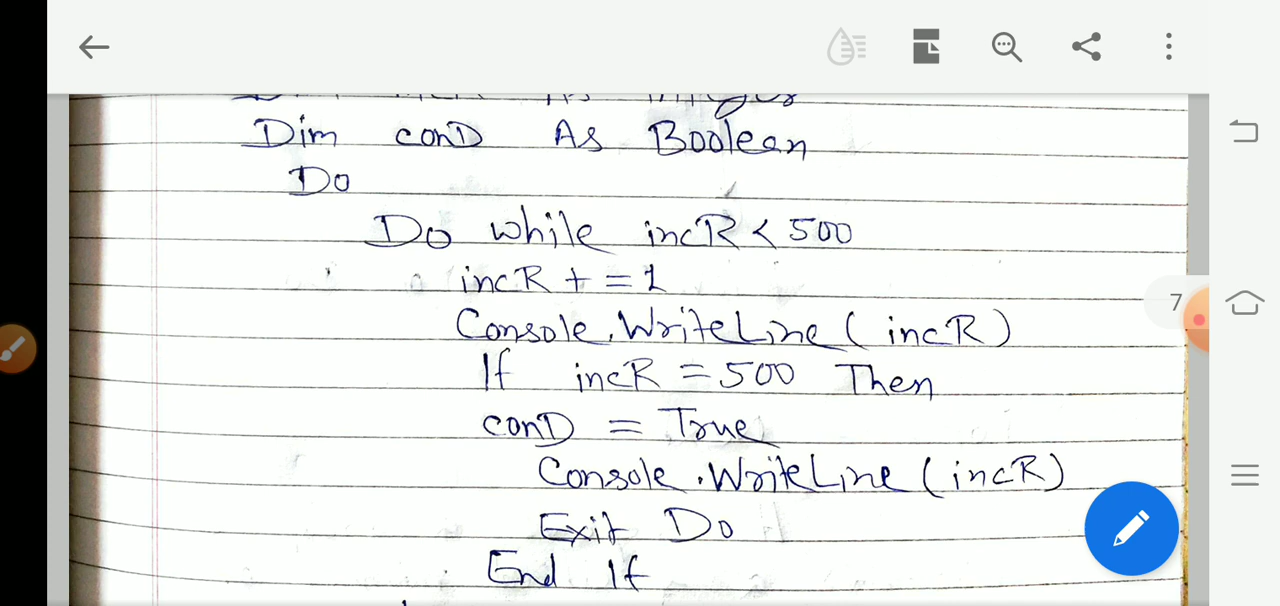 Dim conD As Boolean
Do
Do while incR < 500
incR + = 1
Console.WriteLine ( incR )
If incR = 500 Then
conD = True
Console.WriteLine ( incR )
Exit Do
End If
7